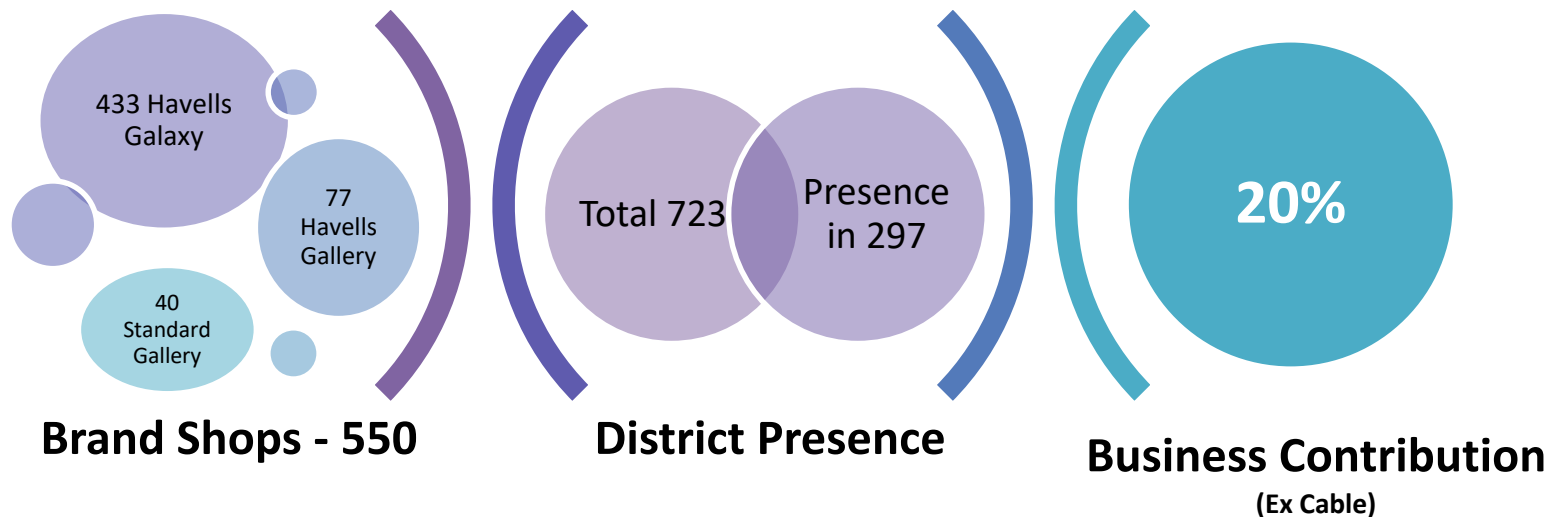 433 Havells
Galaxy
77
Havells
Gallery
40
Standard
Gallery
Brand Shops - 550
Total 723
Presence
in 297
District Presence
20%
Business Contribution
(Ex Cable)